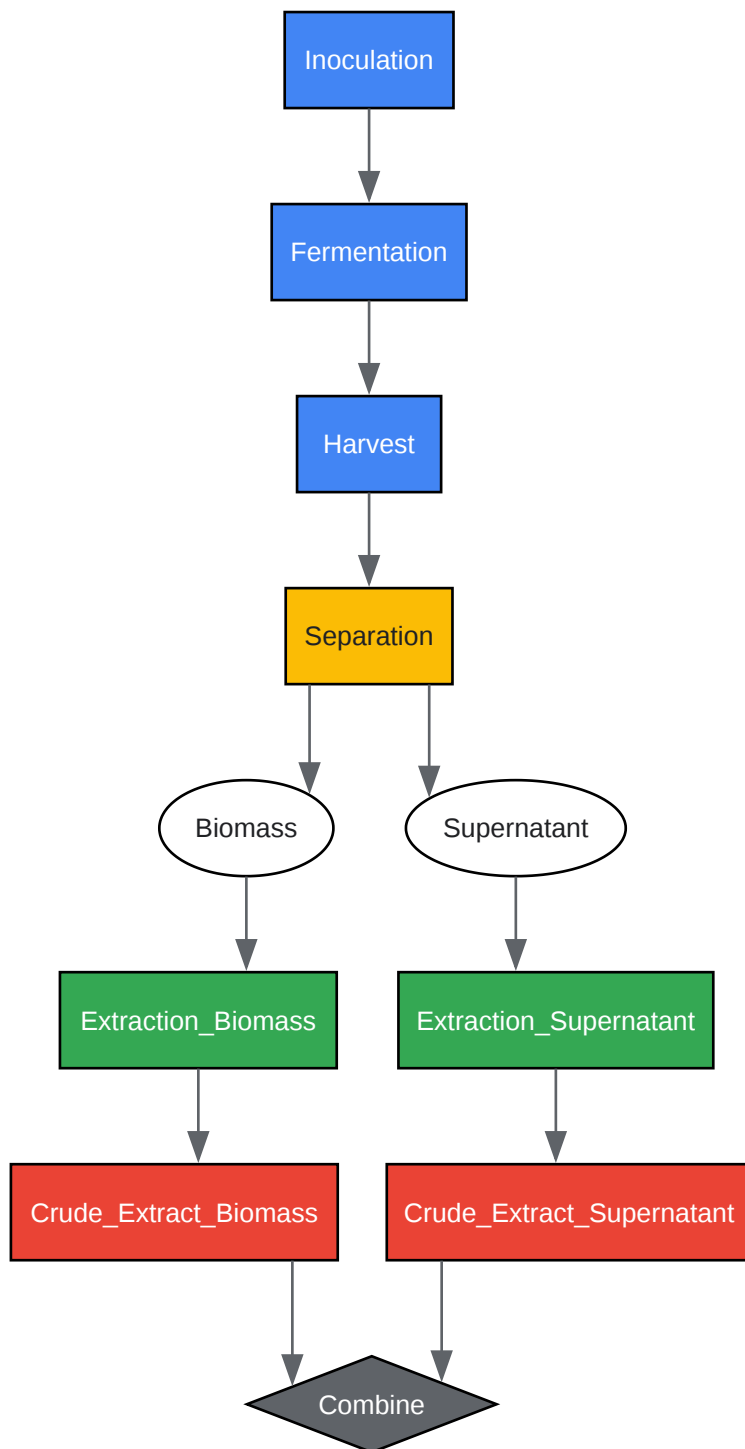 Inoculation
Fermentation
Harvest
Separation
Biomass
Supernatant
Extraction_Biomass
Extraction_Supernatant
Crude_Extract_Biomass
Crude_Extract_Supernatant
Combine